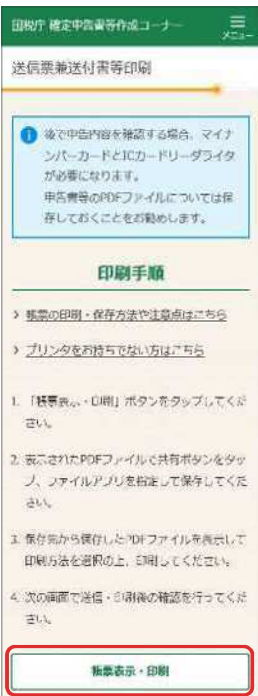 国税庁 確定申告書等作成コーナー
メニュー
送信票兼送付書等印刷
後で申告内容を確認する場合、マイナ
ンバーカードとICカードリーダライタ
が必要になります。
申告書等のPDFファイルについては保
存しておくことをお勧めします。
印刷手順
> 帳票の印刷・保存方法や注意点はこちら
> プリンタをお持ちでない方はこちら
1. 「帳票表示・印刷」ボタンをタップしてくだ
さい。
2. 表示されたPDFファイルで共有ボタンをタッ
プ、ファイルアプリを指定して保存してくだ
さい。
3. 保存先から保存したPDFファイルを表示して
印刷方法を選択の上、印刷してください。
4. 次の画面で送信・印刷後の確認を行ってくだ
さい。
帳票表示・印刷